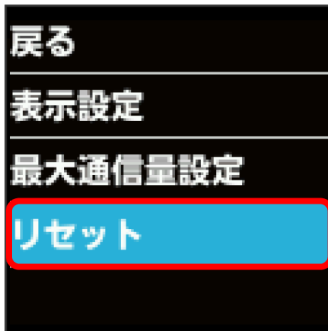 戻る
表示設定
最大通信量設定
リセット